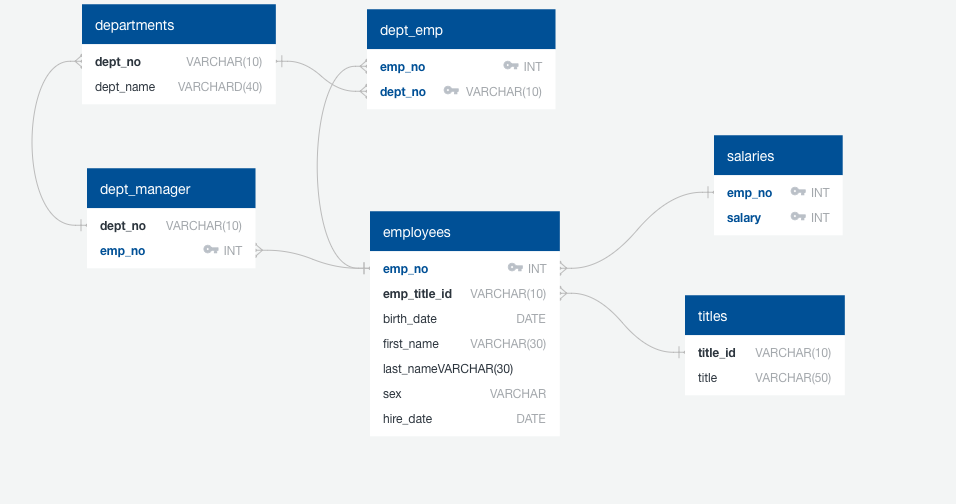 departments
dept_no VARCHAR(10)
dept_name VARCHARD(40)
dept_emp
emp_no INT
dept_no VARCHAR(10)
dept_manager
dept_no VARCHAR(10)
emp_no INT
employees
emp_no INT
emp_title_id VARCHAR(10)
birth_date DATE
first_name VARCHAR(30)
last_nameVARCHAR(30)
sex VARCHAR
hire_date DATE
salaries
emp_no INT
salary INT
titles
title_id VARCHAR(10)
title VARCHAR(50)